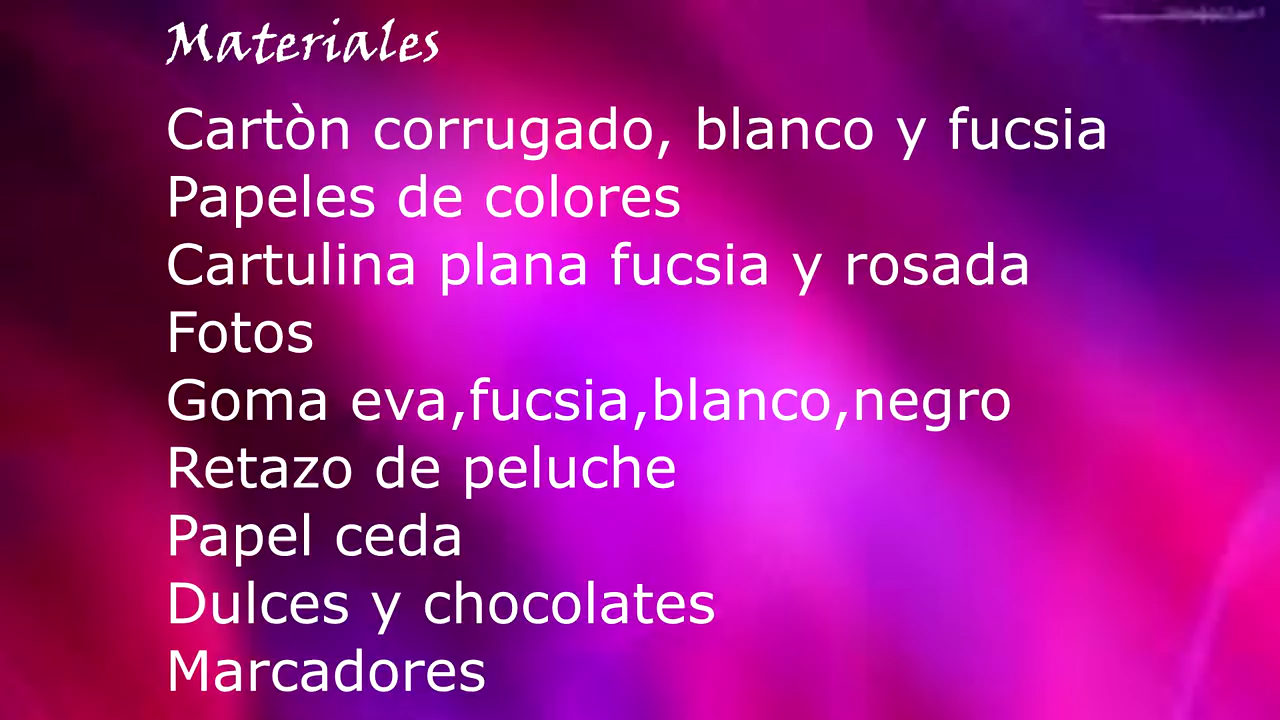 Materiales
Cartòn corrugado, blanco y fucsia
Papeles de colores
Cartulina plana fucsia y rosada
Fotos
Goma eva,fucsia,blanco,negro
Retazo de peluche
Papel ceda
Dulces y chocolates
Marcadores